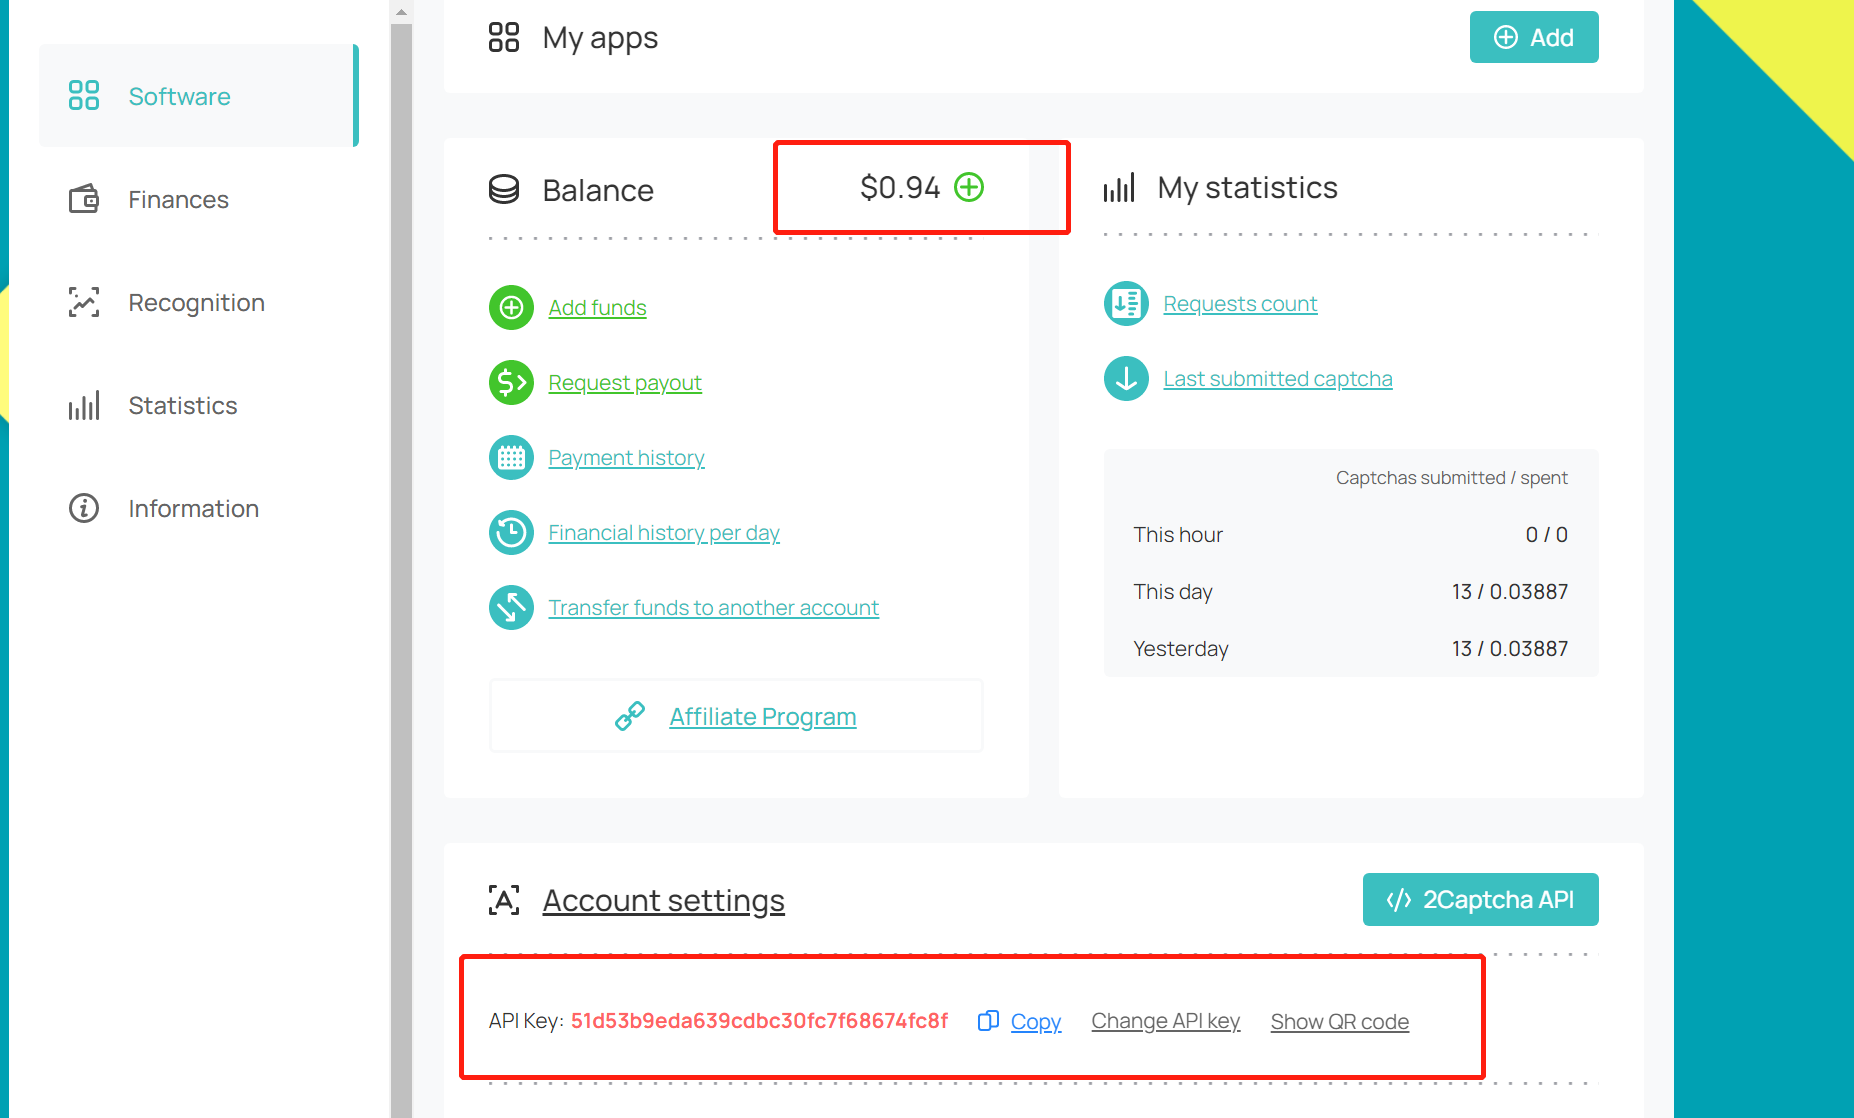 Software
Finances
Recognition
Statistics
Information
My apps
Add
Balance
$0.94
Add funds
Request payout
Payment history
Financial history per day
Transfer funds to another account
Affiliate Program
My statistics
Requests count
Last submitted captcha
Captchas submitted / spent
This hour 0 / 0
This day 13 / 0.03887
Yesterday 13 / 0.03887
Account settings
2Captcha API
API Key: 51d53b9eda639cdbc30fc7f68674fc8f Copy Change API key Show QR code